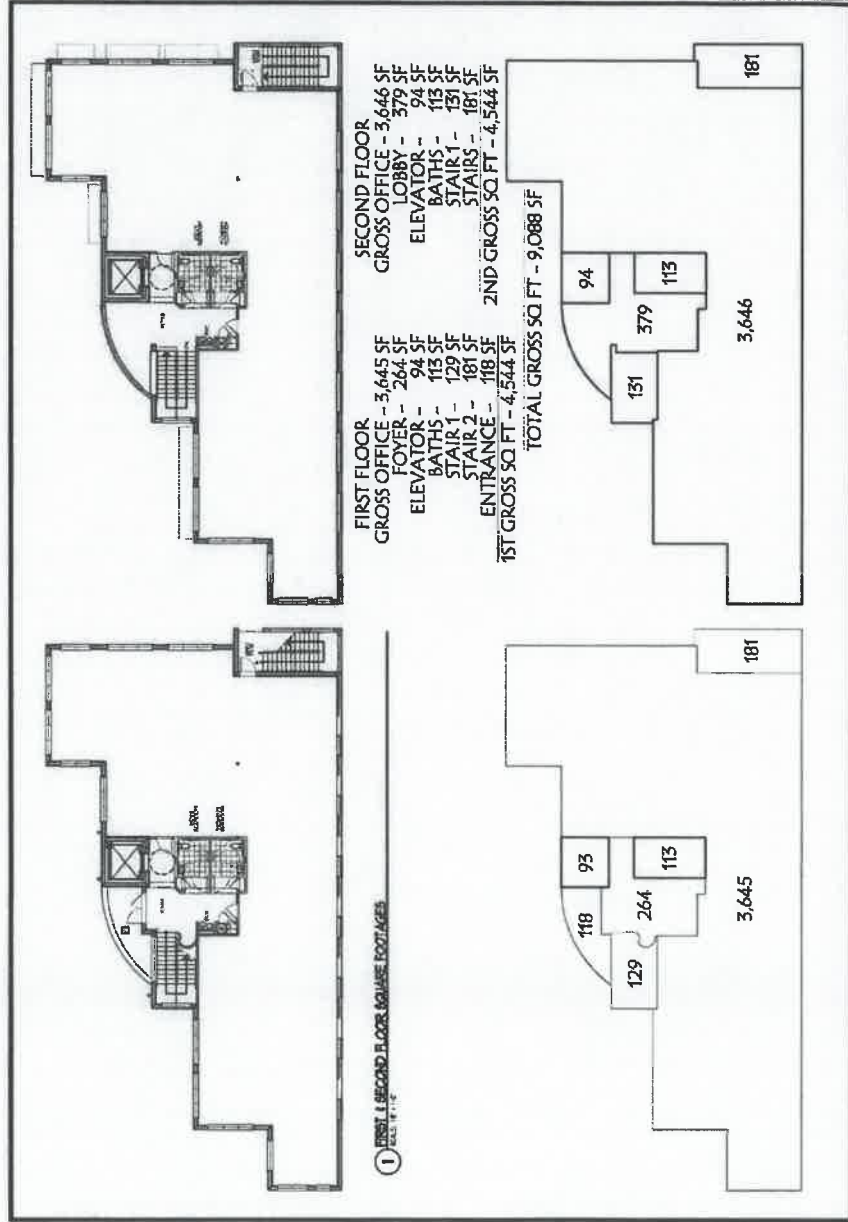 FIRST FLOOR
GROSS OFFICE - 3,645 SF
FOYER - 264 SF
ELEVATOR - 94 SF
BATHS - 113 SF
STAIR 1 - 129 SF
STAIR 2 - 181 SF
ENTRANCE - 118 SF
1ST GROSS SQ FT - 4,544 SF
SECOND FLOOR
GROSS OFFICE - 3,646 SF
LOBBY - 379 SF
ELEVATOR - 94 SF
BATHS - 113 SF
STAIR 1 - 131 SF
STAIRS - 181 SF
2ND GROSS SQ FT - 4,544 SF
TOTAL GROSS SQ FT - 9,088 SF
1
FIRST & SECOND FLOOR SQUARE FOOTAGES
181
93
118
113
264
129
3,645
181
94
113
379
131
3,646